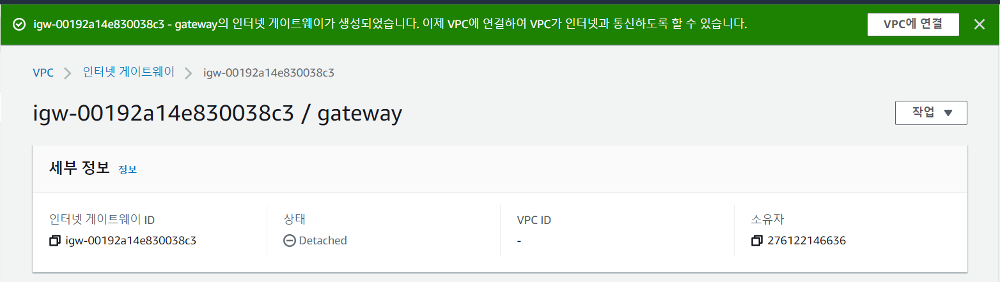 igw-00192a14e830038c3 - gateway의 인터넷 게이트웨이가 생성되었습니다. 이제 VPC에 연결하여 VPC가 인터넷과 통신하도록 할 수 있습니다.
VPC에 연결
VPC
인터넷 게이트웨이
igw-00192a14e830038c3
igw-00192a14e830038c3 / gateway
작업
세부 정보
정보
인터넷 게이트웨이 ID
igw-00192a14e830038c3
상태
Detached
VPC ID
-
소유자
276122146636